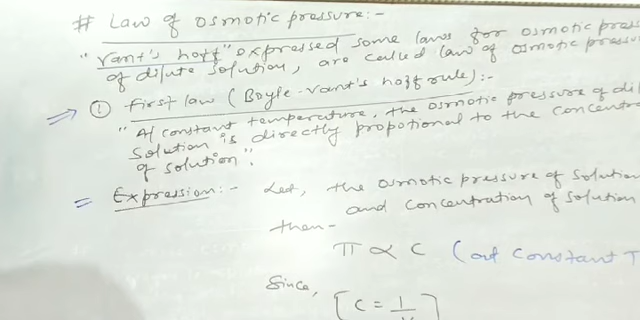 # Law of osmotic pressure:-
"Vant's hoff" expressed some laws for osmotic
of dilute solution, are called law of osmotic
⇒ ① First law (Boyle-vant's hoff rule):-
"At constant temperature, the osmotic pressure of
solution is directly propotional to the
of solution".
= Expression:- Let, the osmotic pressure of solution
and concentration of solution
then-
π ∝ C (at constant T
Since,
[C = 1/